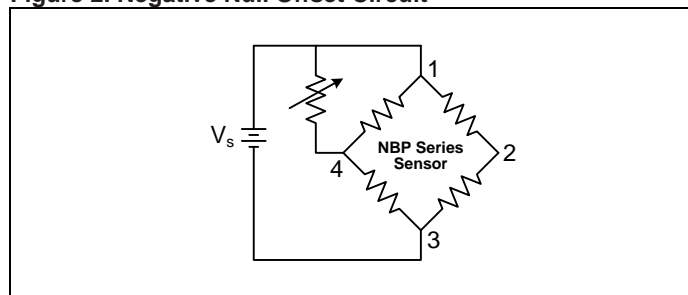 Figure 2. Negative Null Offset Circuit
1
Vs
NBP Series
Sensor
2
4
3